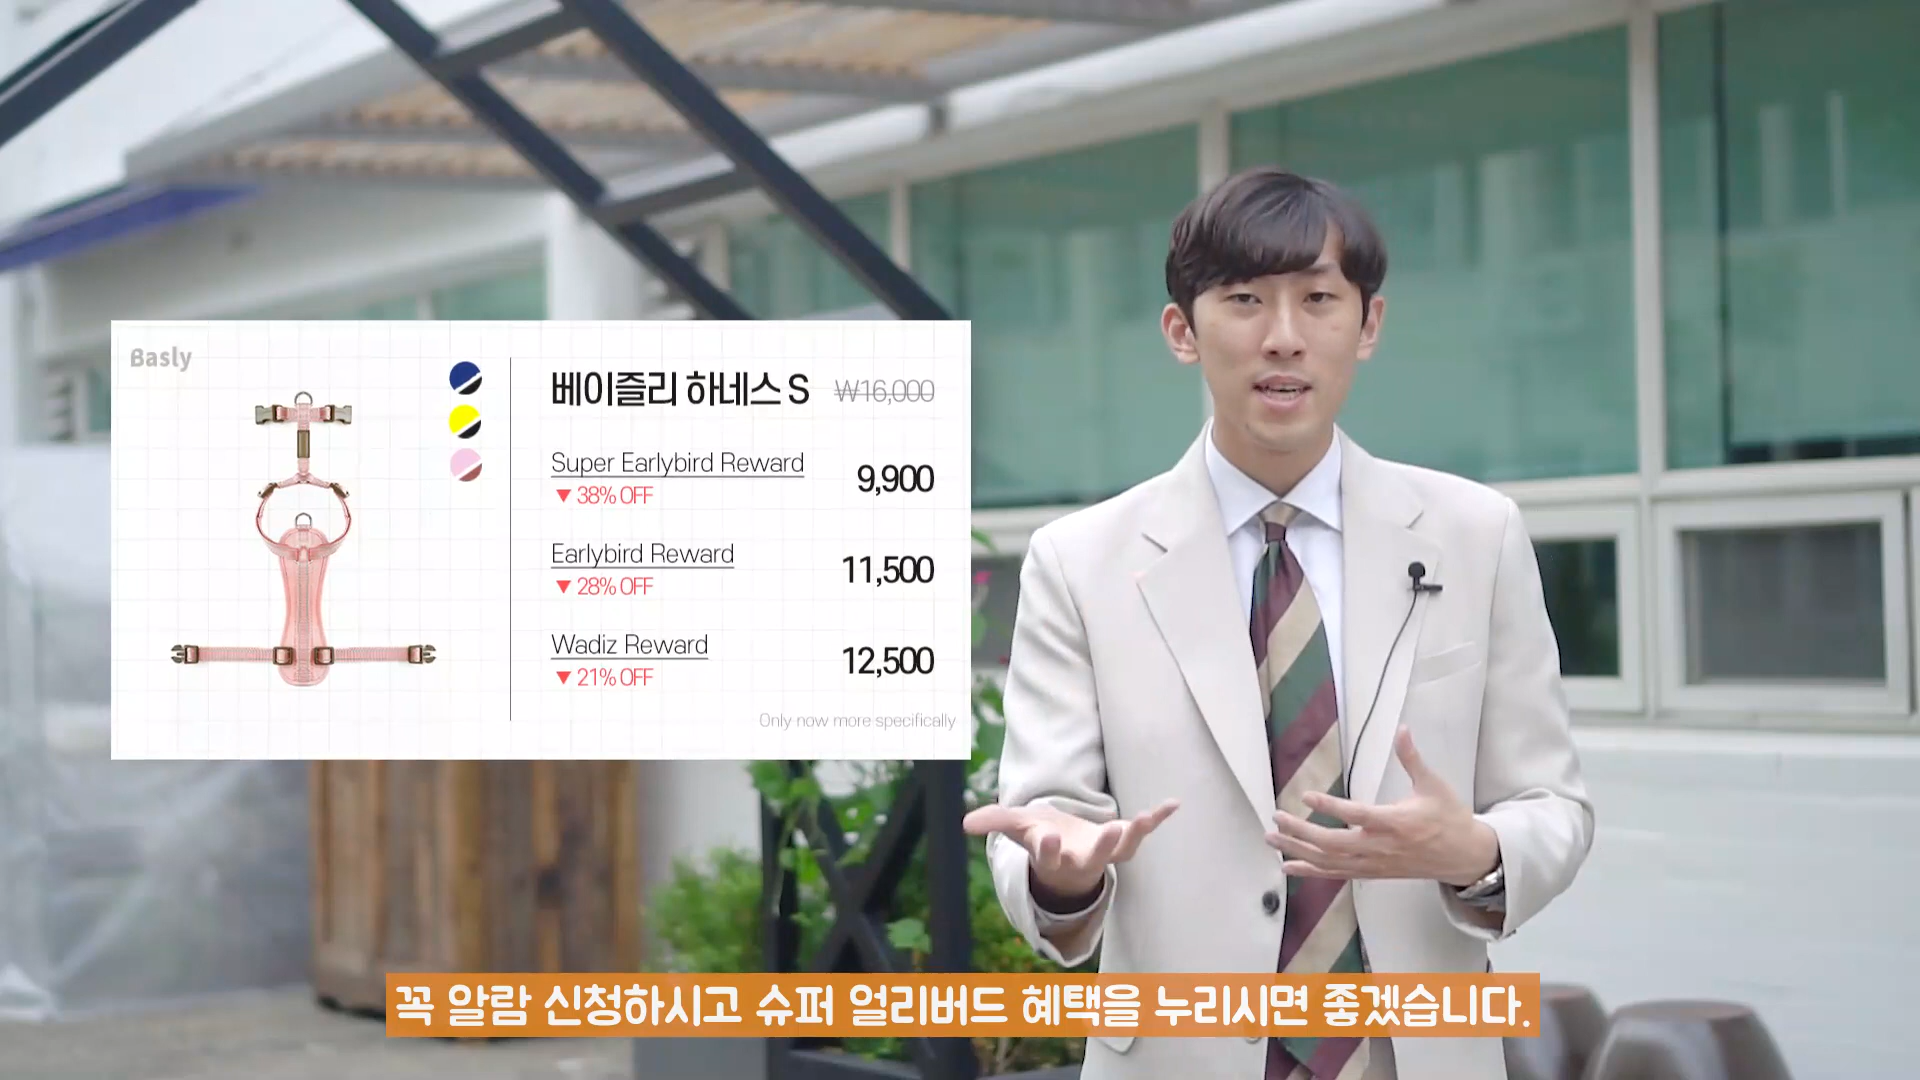 Basly
베이즐리 하네스 S ₩16,000
Super Earlybird Reward 9,900
▼ 38% OFF
Earlybird Reward 11,500
▼ 28% OFF
Wadiz Reward 12,500
▼ 21% OFF
Only now more specifically
꼭 알람 신청하시고 슈퍼 얼리버드 혜택을 누리시면 좋겠습니다.